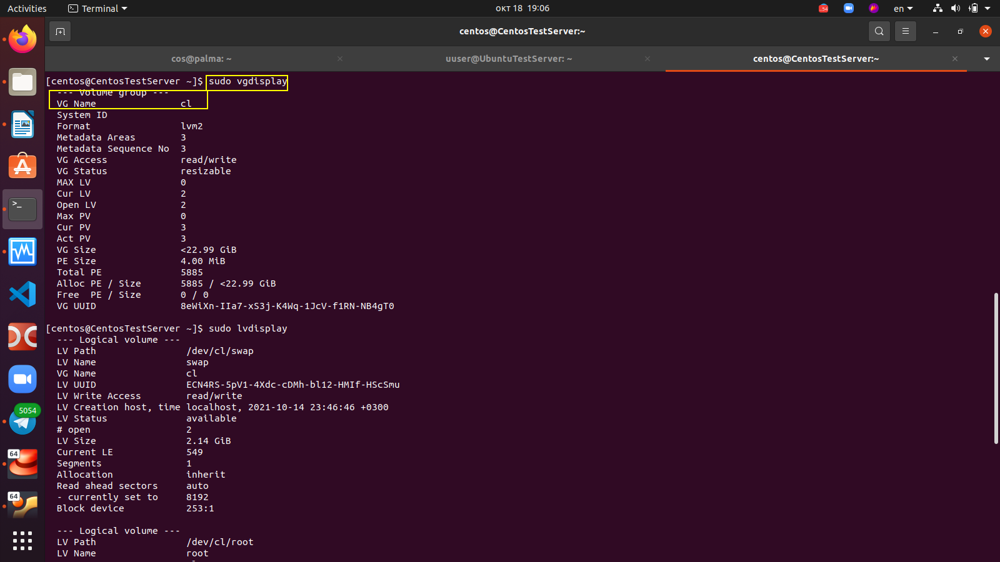 Activities
Terminal
окт 18 19:06
54
en
centos@CentosTestServer:~
cos@palma: ~
uuser@UbuntuTestServer: ~
centos@CentosTestServer:~
[centos@CentosTestServer ~]$ sudo vgdisplay
--- Volume group ---
VG Name cl
System ID
Format lvm2
Metadata Areas 3
Metadata Sequence No 3
VG Access read/write
VG Status resizable
MAX LV 0
Cur LV 2
Open LV 2
Max PV 0
Cur PV 3
Act PV 3
VG Size <22.99 GiB
PE Size 4.00 MiB
Total PE 5885
Alloc PE / Size 5885 / <22.99 GiB
Free PE / Size 0 / 0
VG UUID 8eWiXn-IIa7-xS3j-K4Wq-1JcV-f1RN-NB4gT0
[centos@CentosTestServer ~]$ sudo lvdisplay
--- Logical volume ---
LV Path /dev/cl/swap
LV Name swap
VG Name cl
LV UUID ECN4RS-5pV1-4Xdc-cDMh-bl12-HMIf-HScSmu
LV Write Access read/write
LV Creation host, time localhost, 2021-10-14 23:46:46 +0300
LV Status available
# open 2
LV Size 2.14 GiB
Current LE 549
Segments 1
Allocation inherit
Read ahead sectors auto
- currently set to 8192
Block device 253:1
--- Logical volume ---
LV Path /dev/cl/root
LV Name root
>_
5054
64
64